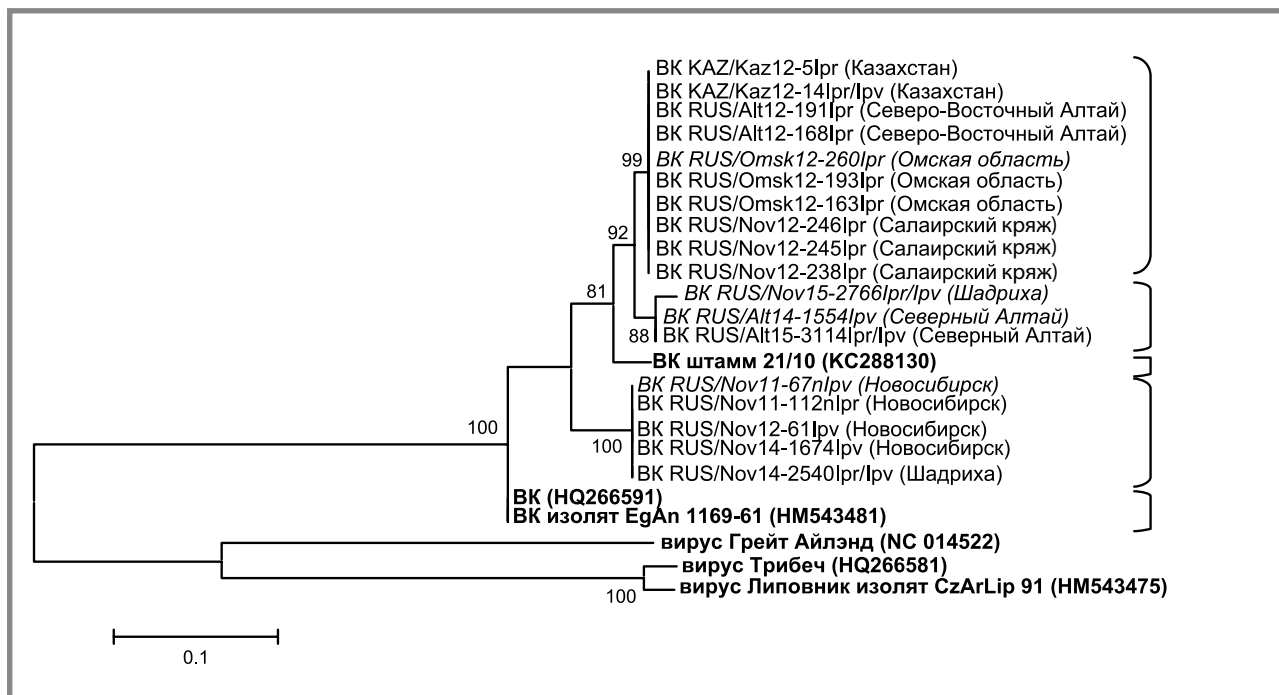 ВК KAZ/Kaz12-5Ipr (Казахстан)
ВК KAZ/Kaz12-14Ipr/Ipv (Казахстан)
ВК RUS/Alt12-191Ipr (Северо-Восточный Алтай)
ВК RUS/Alt12-168Ipr (Северо-Восточный Алтай)
99
ВК RUS/Omsk12-260Ipr (Омская область)
ВК RUS/Omsk12-193Ipr (Омская область)
ВК RUS/Omsk12-163Ipr (Омская область)
92
ВК RUS/Nov12-246Ipr (Салаирский кряж)
ВК RUS/Nov12-245Ipr (Салаирский кряж)
ВК RUS/Nov12-238Ipr (Салаирский кряж)
81
ВК RUS/Nov15-2766Ipr/Ipv (Шадриха)
ВК RUS/Alt14-1554Ipv (Северный Алтай)
88
ВК RUS/Alt15-3114Ipr/Ipv (Северный Алтай)
ВК штамм 21/10 (KC288130)
ВК RUS/Nov11-67nIpv (Новосибирск)
ВК RUS/Nov11-112nIpr (Новосибирск)
100
ВК RUS/Nov12-61Ipv (Новосибирск)
100
ВК RUS/Nov14-1674Ipv (Новосибирск)
ВК RUS/Nov14-2540Ipr/Ipv (Шадриха)
ВК (HQ266591)
ВК изолят EgAn 1169-61 (HM543481)
вирус Грейт Айлэнд (NC 014522)
вирус Трибеч (HQ266581)
100
вирус Липовник изолят CzArLip 91 (HM543475)
0.1